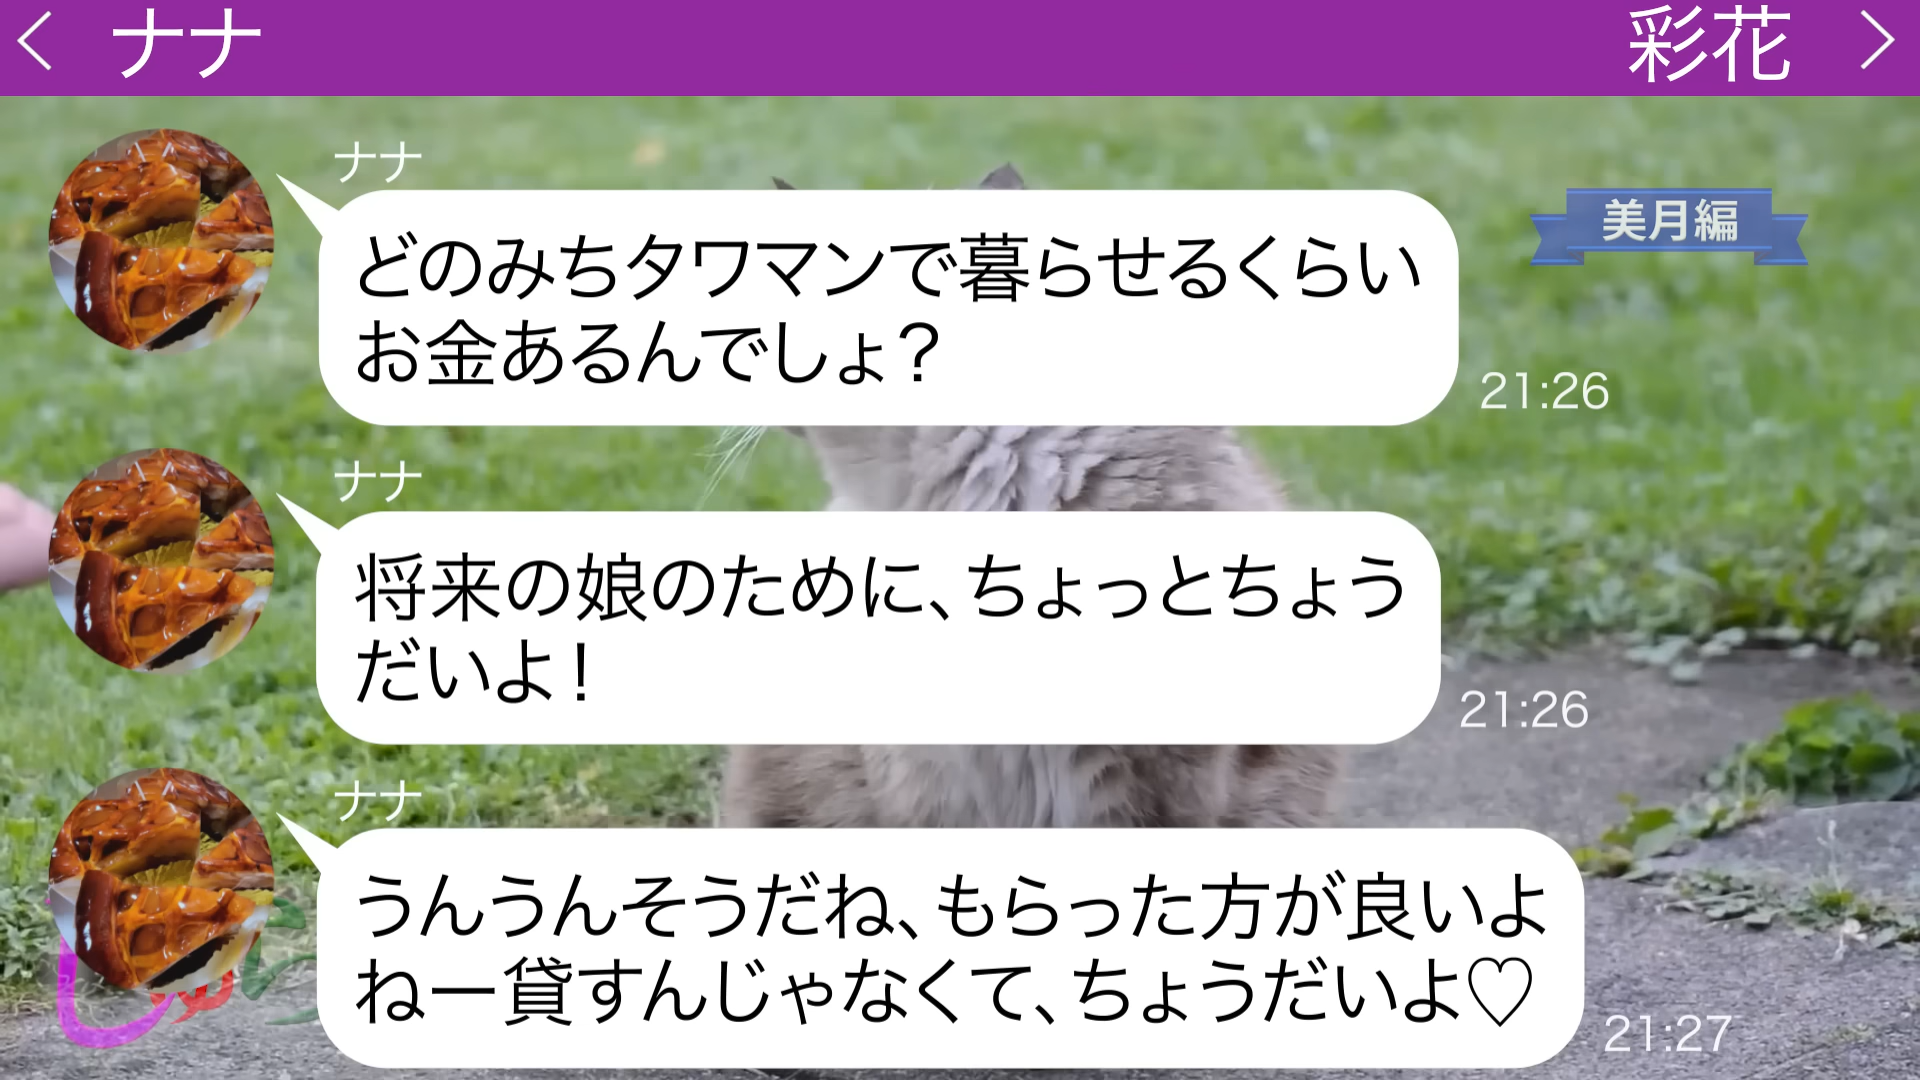 ナナ
彩花
美月編
ナナ
どのみちタワマンで暮らせるくらい
お金あるんでしょ？
21:26
ナナ
将来の娘のために、ちょっとちょう
だいよ！
21:26
ナナ
うんうんそうだね、もらった方が良いよ
ねー貸すんじゃなくて、ちょうだいよ♡
21:27